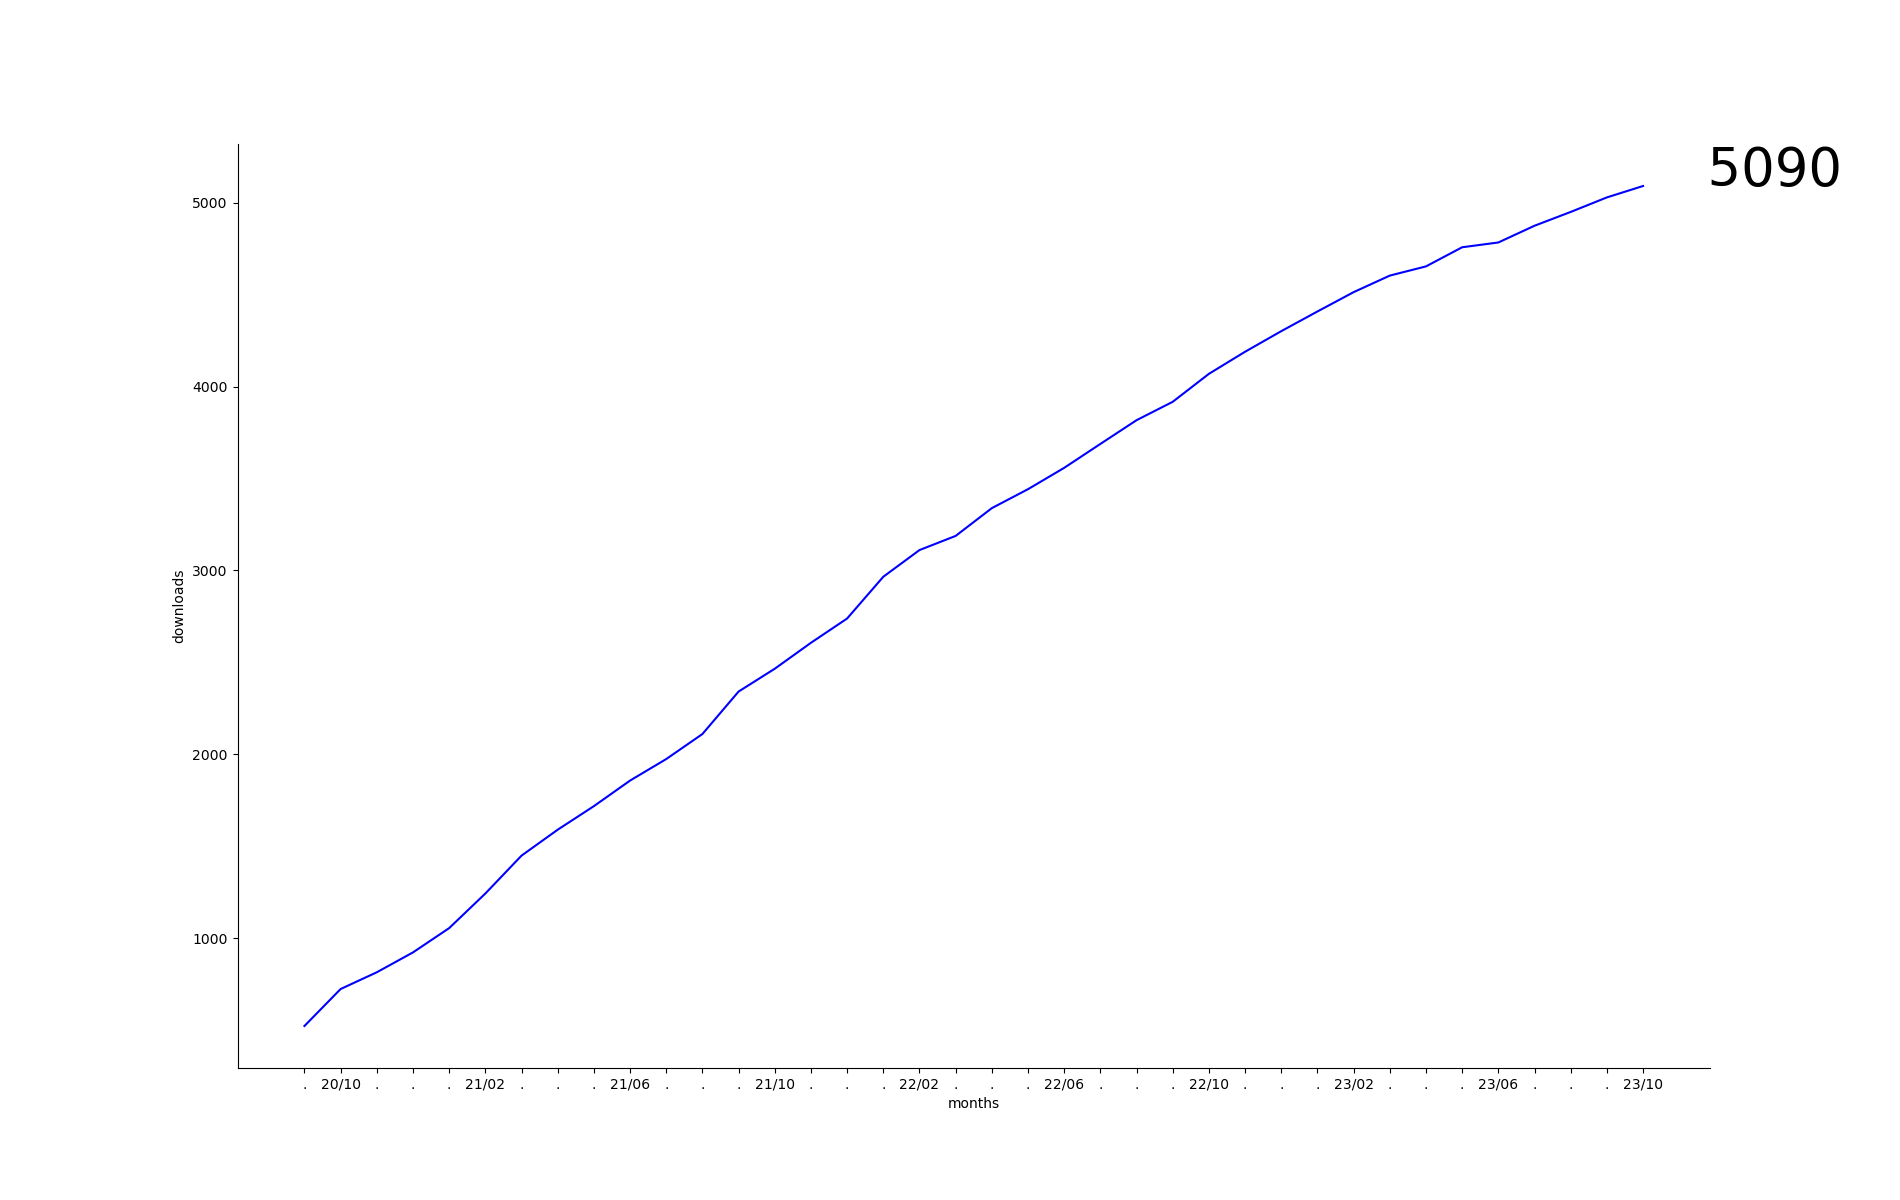 5090
5000
4000
3000
2000
1000
downloads
. 20/10 . . . 21/02 . . . 21/06 . . . 21/10 . . . 22/02 . . . 22/06 . . . 22/10 . . . 23/02 . . . 23/06 . . . 23/10
months